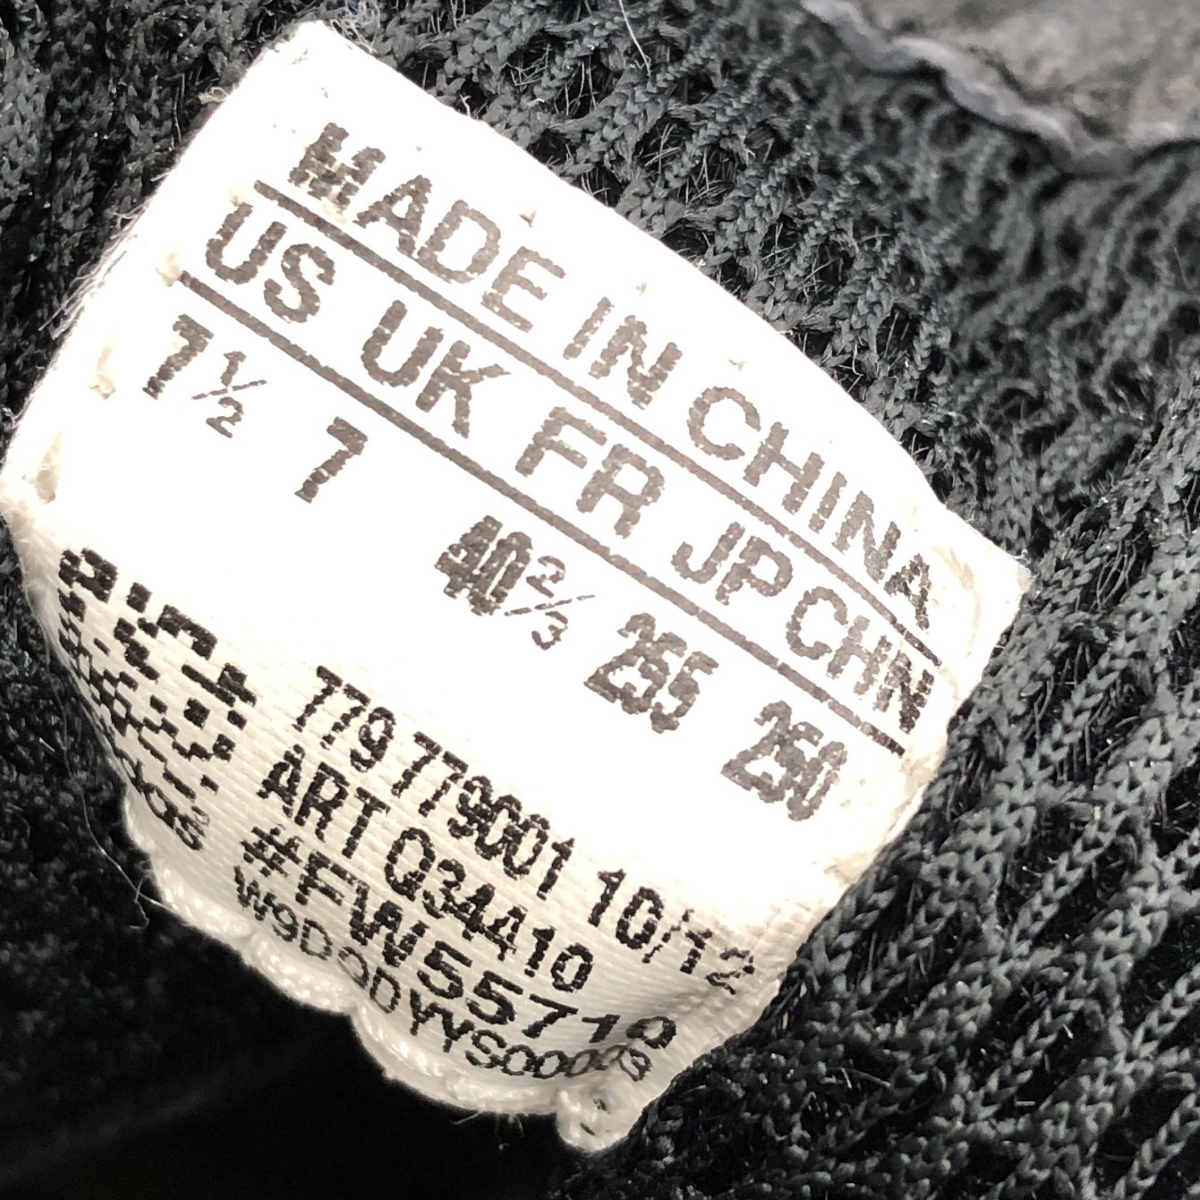 MADE IN CHINA
US UK FR JP CHN
7½ 7 40⅔ 255 250
779 779001 10/12
ART Q34410
#FW55710